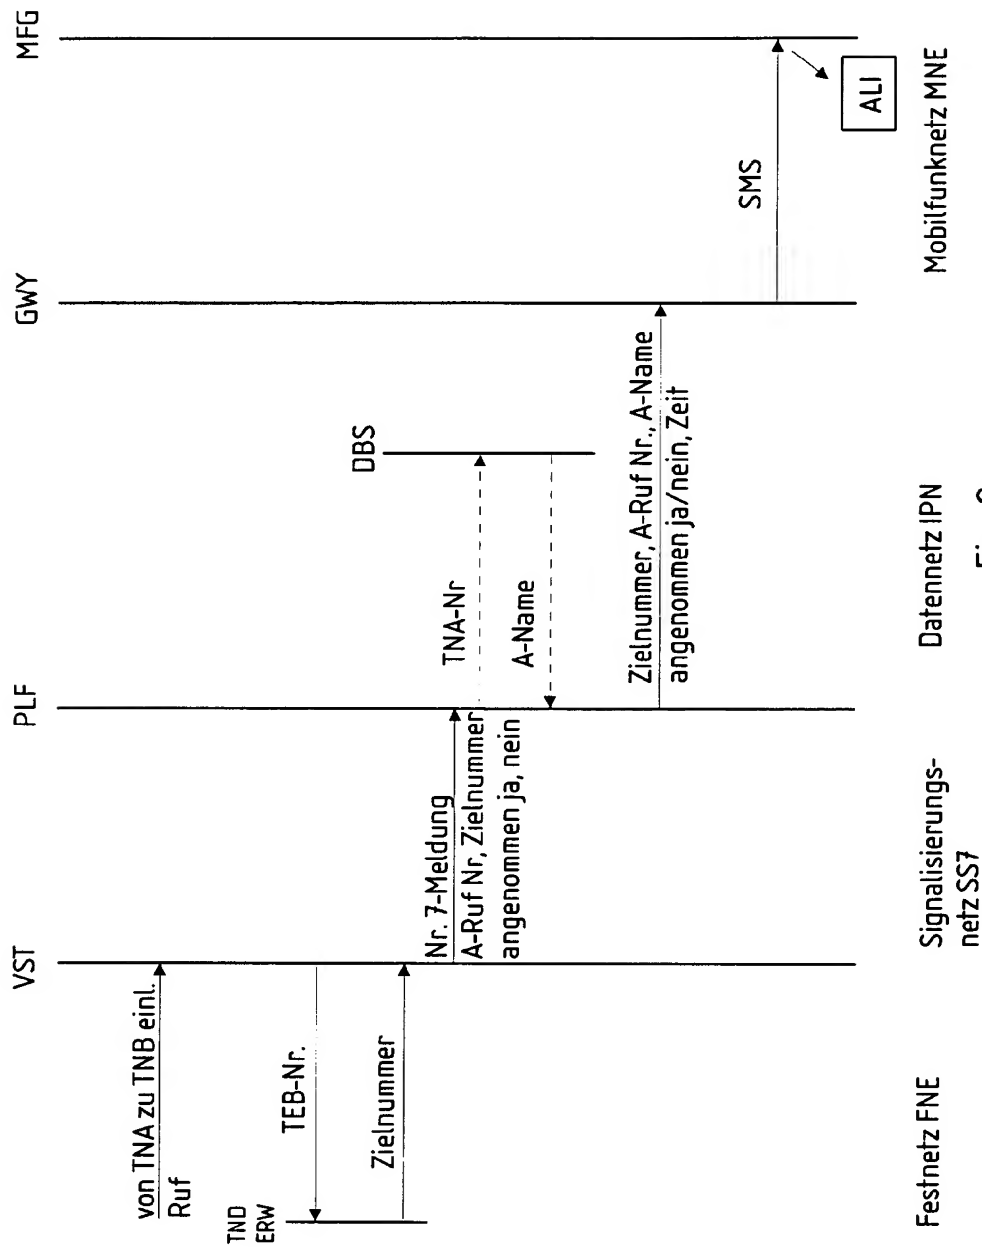 VST
PLF
GWY
MFG
von TNA zu TNB einl.
Ruf
TND
ERW
TEB-Nr.
Zielnummer
Nr. 7-Meldung
A-Ruf Nr, Zielnummer
angenommen ja, nein
DBS
TNA-Nr
A-Name
Zielnummer, A-Ruf Nr., A-Name
angenommen ja/nein, Zeit
SMS
ALI
Festnetz FNE
Signalisierungs-
netz SS7
Datennetz IPN
Mobilfunknetz MNE